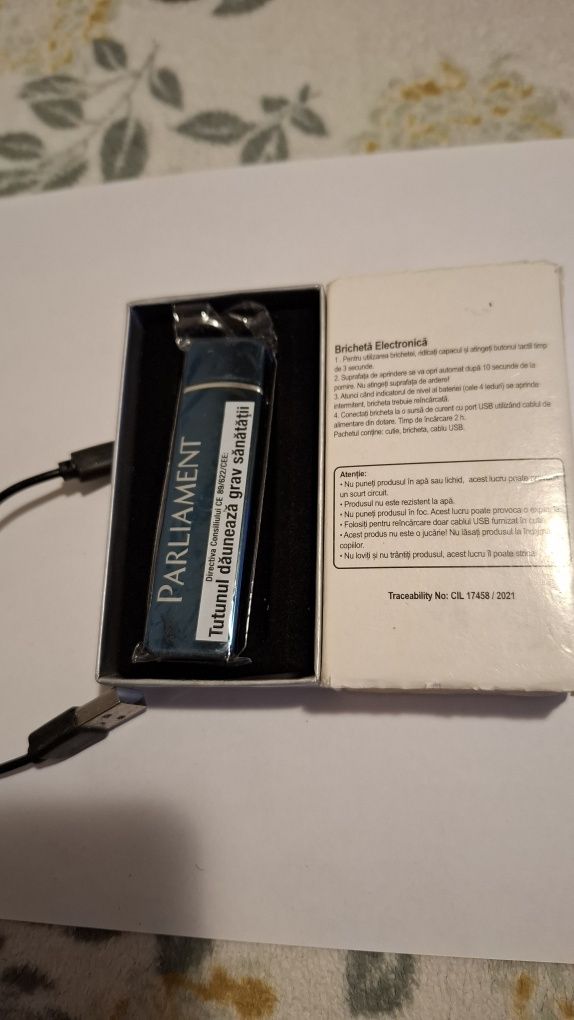 PARLIAMENT
Directiva Consiliului CE 89/622/CEE:
Tutunul dăunează grav sănătății
Brichetă Electronică
1. Pentru utilizarea brichetei, ridicați capacul și atingeți butonul tactil timp
de 3 secunde.
2. Suprafața de aprindere se va opri automat după 10 secunde de la
pornire. Nu atingeți suprafața de ardere!
3. Atunci când indicatorul de nivel al bateriei (cele 4 leduri) se aprinde
intermitent, bricheta trebuie reîncărcată.
4. Conectați bricheta la o sursă de curent cu port USB utilizând cablul de
alimentare din dotare. Timp de încărcare 2 h.
Pachetul conține: cutie, bricheta, cablu USB.
Atenție:
• Nu puneți produsul în apă sau lichid, acest lucru poate
un scurt circuit.
• Produsul nu este rezistent la apă.
• Nu puneți produsul în foc. Acest lucru poate provoca o
• Folosiți pentru reîncărcare doar cablul USB furnizat în
• Acest produs nu este o jucărie! Nu lăsați produsul la
copiilor.
• Nu loviți și nu trântiți produsul, acest lucru îl poate
Traceability No: CIL 17458 / 2021